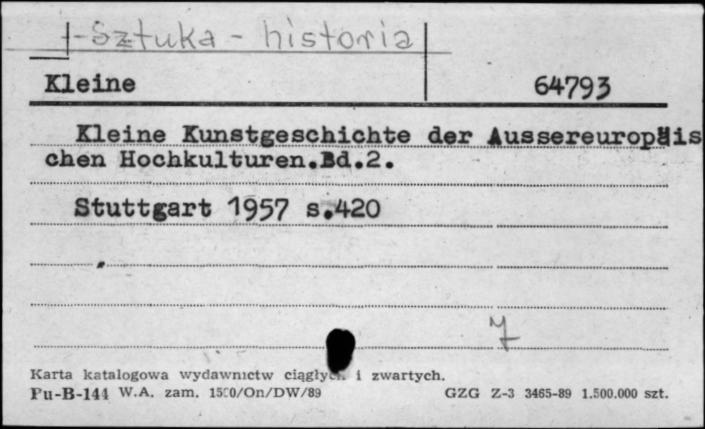 +-Sztuka - historia
Kleine 64793
Kleine Kunstgeschichte der Aussereuropäis
chen Hochkulturen.Bd.2.
Stuttgart 1957 s.420
7
Karta katalogowa wydawnictw ciągłych i zwartych.
Pu-B-144 W.A. zam. 1500/On/DW/89 GZG Z-3 3465-89 1.500.000 szt.